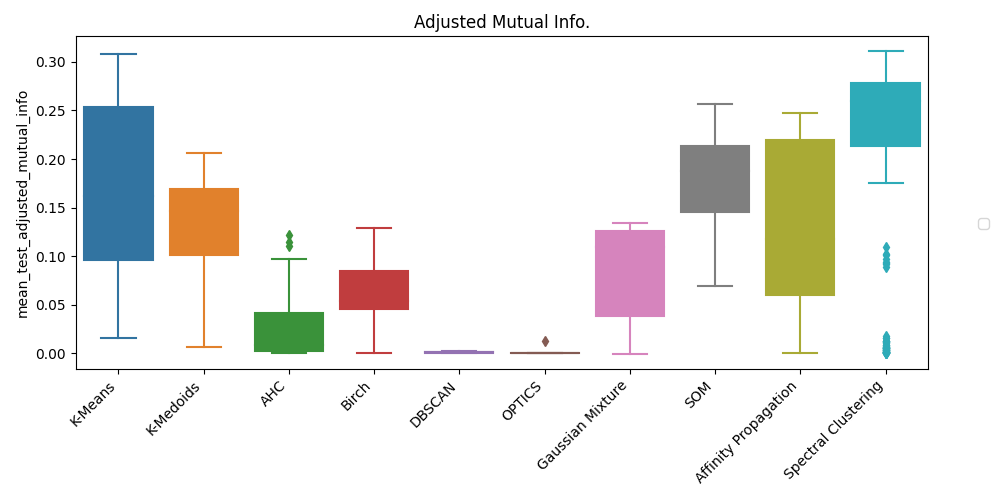 Adjusted Mutual Info.
mean_test_adjusted_mutual_info
0.30
0.25
0.20
0.15
0.10
0.05
0.00
K-Means
K-Medoids
AHC
Birch
DBSCAN
OPTICS
Gaussian Mixture
SOM
Affinity Propagation
Spectral Clustering